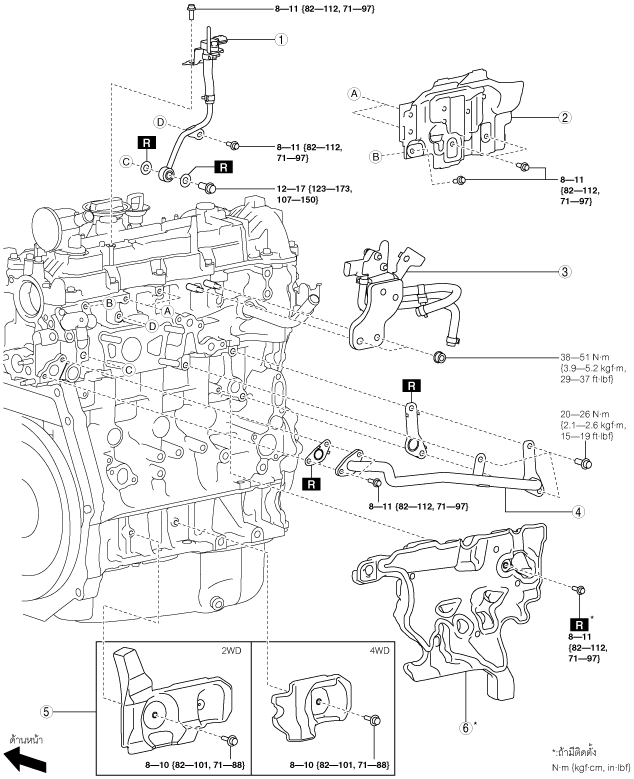 8—11 {82—112, 71—97}
1
A
2
D
R
8—11 {82—112,
71—97}
C
R
B
12—17 {123—173,
107—150}
8—11
{82—112,
71—97}
3
B
A
D
C
38—51 N·m
{3.9—5.2 kgf·m,
29—37 ft·lbf}
R
20—26 N·m
{2.1—2.6 kgf·m,
15—19 ft·lbf}
R
8—11 {82—112, 71—97}
4
R *
8—11
{82—112,
71—97}
2WD
4WD
5
6 *
ด้านหน้า
8—10 {82—101, 71—88}
8—10 {82—101, 71—88}
*:ถ้ามีติดตั้ง
N·m {kgf·cm, in·lbf}